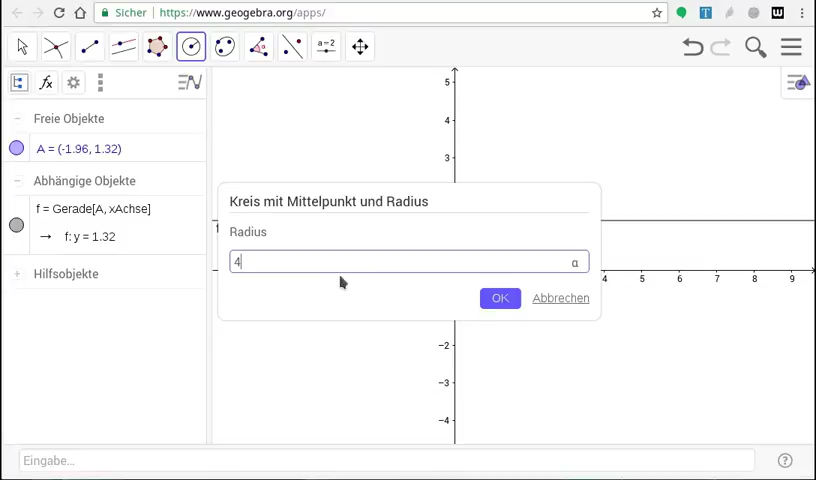 Sicher | https://www.geogebra.org/apps/
T
W
α
a=2
fx
N
Freie Objekte
A = (-1.96, 1.32)
Abhängige Objekte
f = Gerade[A, xAchse]
→ f: y = 1.32
Hilfsobjekte
5
4
3
Kreis mit Mittelpunkt und Radius
Radius
4
α
OK Abbrechen
f
4 5 6 7 8 9
−2
−3
−4
Eingabe...
?